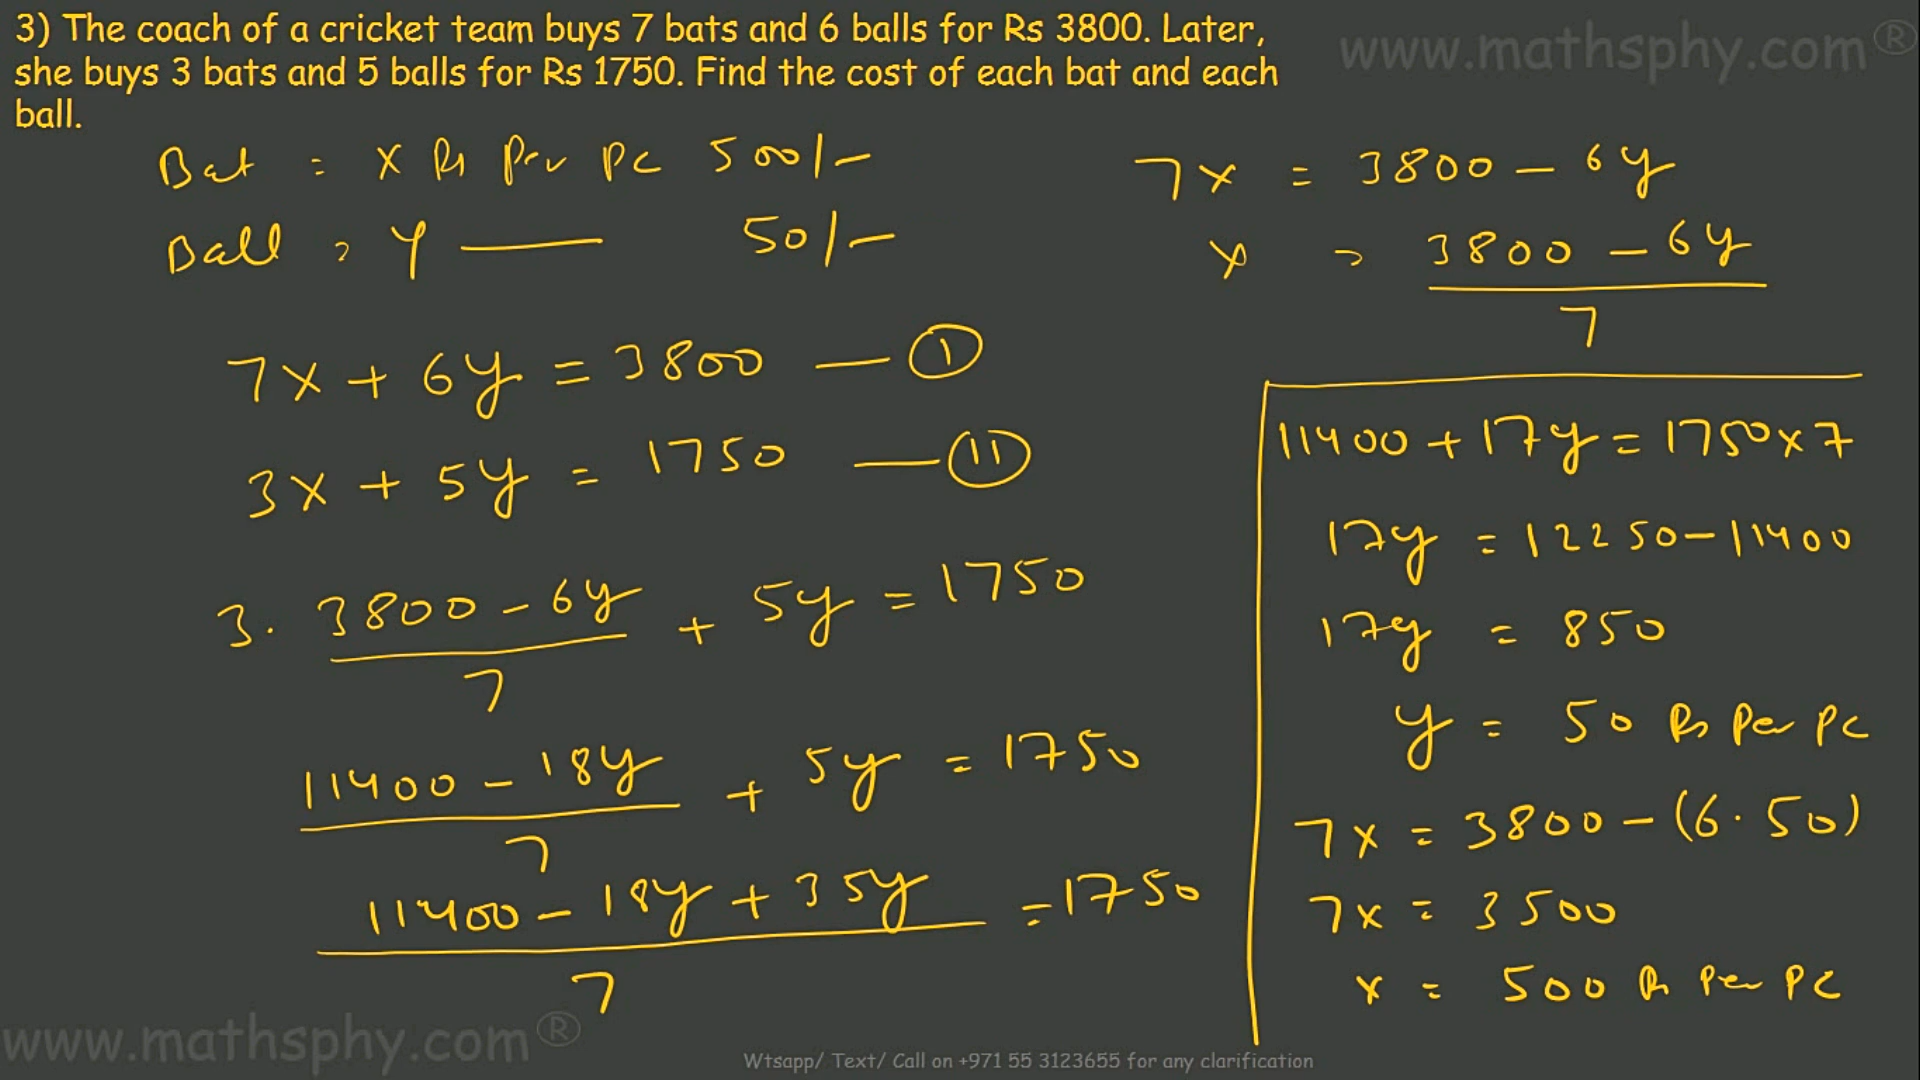 3) The coach of a cricket team buys 7 bats and 6 balls for Rs 3800. Later,
she buys 3 bats and 5 balls for Rs 1750. Find the cost of each bat and each
ball.
www.mathsphy.com®
Bat = x Rs Per PC 500/-
Ball = y — 50/-
7x + 6y = 3800 — (I)
3x + 5y = 1750 — (II)
3. 3800 - 6y / 7 + 5y = 1750
11400 - 18y / 7 + 5y = 1750
11400 - 18y + 35y / 7 = 1750
7x = 3800 - 6y
x = 3800 - 6y / 7
11400 + 17y = 1750 x 7
17y = 12250 - 11400
17y = 850
y = 50 Rs Per PC
7x = 3800 - (6 . 50)
7x = 3500
x = 500 Rs Per PC
www.mathsphy.com®
Wtsapp/ Text/ Call on +971 55 3123655 for any clarification